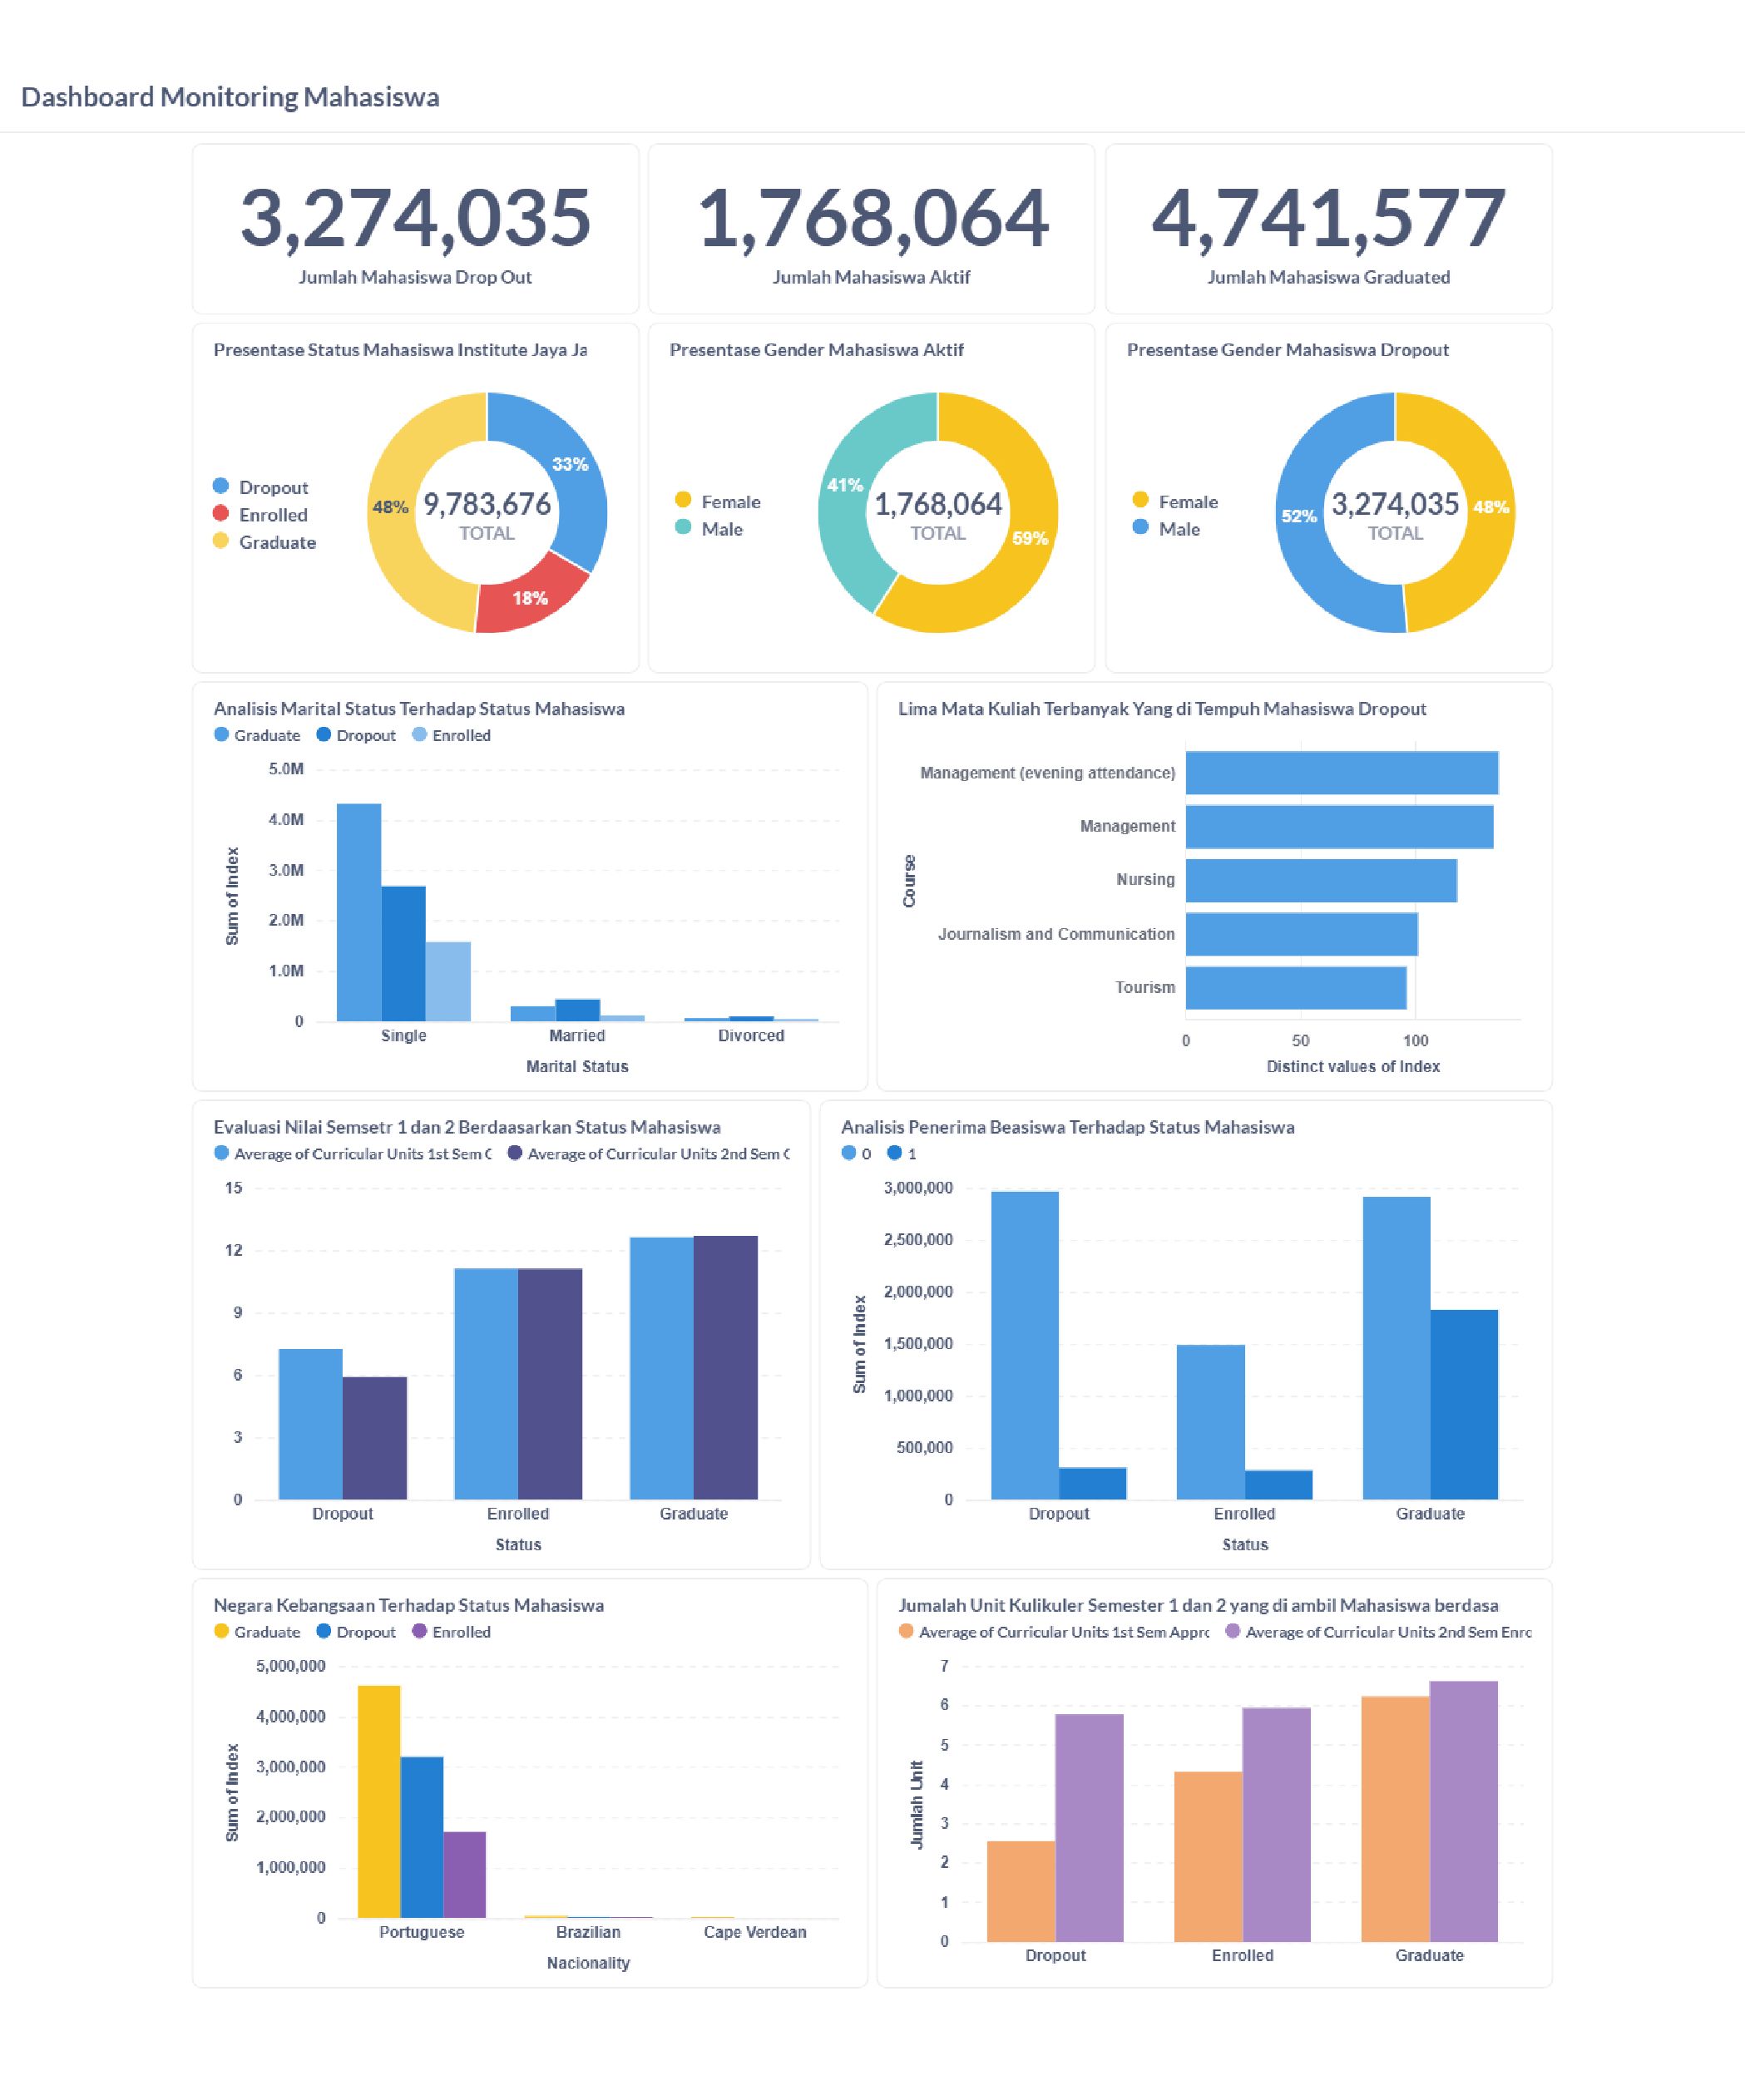 Dashboard Monitoring Mahasiswa
3,274,035
Jumlah Mahasiswa Drop Out
1,768,064
Jumlah Mahasiswa Aktif
4,741,577
Jumlah Mahasiswa Graduated
Presentase Status Mahasiswa Institute Jaya Ja
Dropout
Enrolled
Graduate
33%
48%
18%
9,783,676
TOTAL
Presentase Gender Mahasiswa Aktif
Female
Male
41%
59%
1,768,064
TOTAL
Presentase Gender Mahasiswa Dropout
Female
Male
52%
48%
3,274,035
TOTAL
Analisis Marital Status Terhadap Status Mahasiswa
Graduate Dropout Enrolled
5.0M
4.0M
3.0M
2.0M
1.0M
0
Sum of Index
Single Married Divorced
Marital Status
Lima Mata Kuliah Terbanyak Yang di Tempuh Mahasiswa Dropout
Course
Management (evening attendance)
Management
Nursing
Journalism and Communication
Tourism
0 50 100
Distinct values of Index
Evaluasi Nilai Semsetr 1 dan 2 Berdaasarkan Status Mahasiswa
Average of Curricular Units 1st Sem Average of Curricular Units 2nd Sem
15
12
9
6
3
0
Dropout Enrolled Graduate
Status
Analisis Penerima Beasiswa Terhadap Status Mahasiswa
0 1
3,000,000
2,500,000
2,000,000
1,500,000
1,000,000
500,000
0
Sum of Index
Dropout Enrolled Graduate
Status
Negara Kebangsaan Terhadap Status Mahasiswa
Graduate Dropout Enrolled
5,000,000
4,000,000
3,000,000
2,000,000
1,000,000
0
Sum of Index
Portuguese Brazilian Cape Verdean
Nacionality
Jumalah Unit Kulikuler Semester 1 dan 2 yang di ambil Mahasiswa berdasa
Average of Curricular Units 1st Sem Appro Average of Curricular Units 2nd Sem Enro
7
6
5
4
3
2
1
0
Jumlah Unit
Dropout Enrolled Graduate